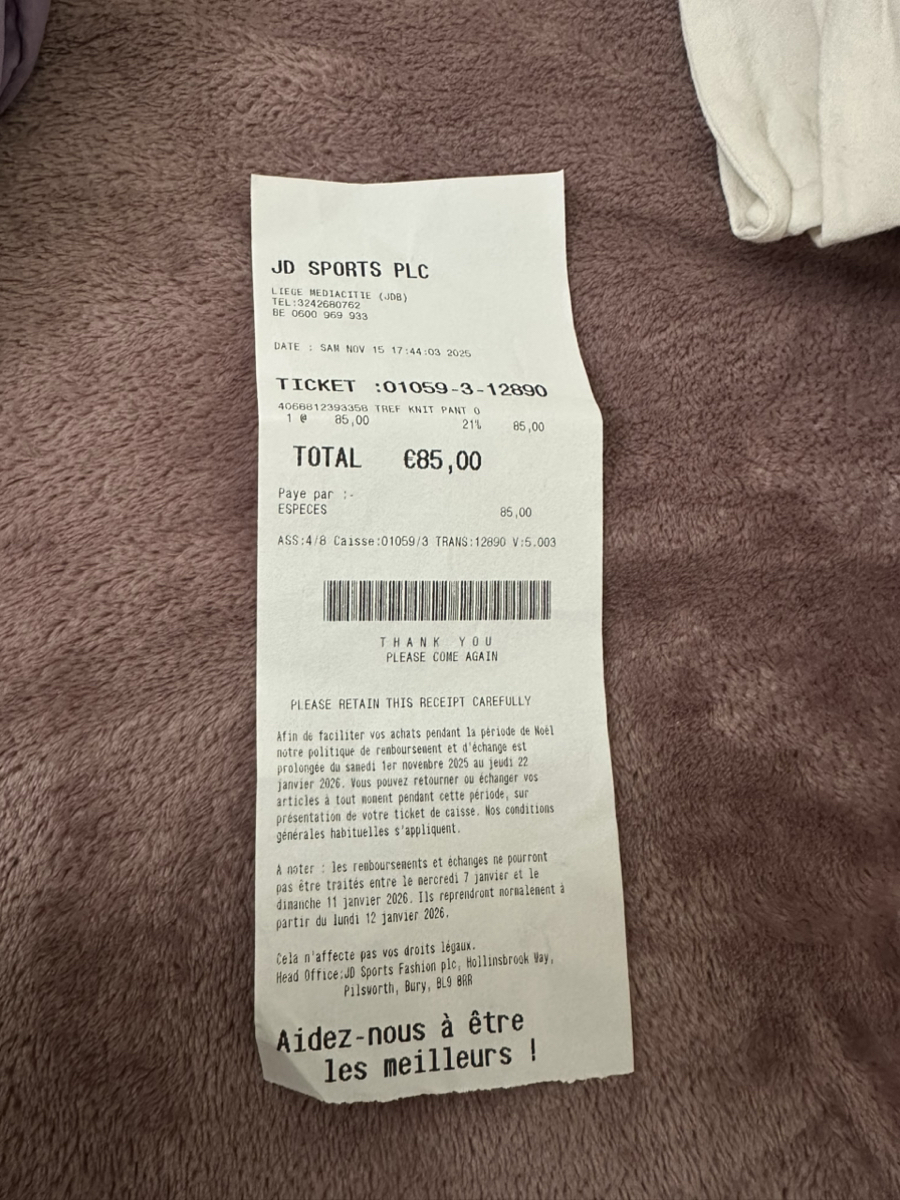 JD SPORTS PLC
LIEGE MEDIACITIE (JDB)
TEL:3242680762
BE 0600 969 933
DATE : SAM NOV 15 17:44:03 2025
TICKET :01059-3-12890
4068812393358 TREF KNIT PANT 0
1 @ 85,00 21% 85,00
TOTAL €85,00
Paye par :-
ESPECES 85,00
ASS:4/8 Caisse:01059/3 TRANS:12890 V:5.003
THANK YOU
PLEASE COME AGAIN
PLEASE RETAIN THIS RECEIPT CAREFULLY
Afin de faciliter vos achats pendant la période de Noël
notre politique de remboursement et d'échange est
prolongée du samedi 1er novembre 2025 au jeudi 22
janvier 2026. Vous pouvez retourner ou échanger vos
articles à tout moment pendant cette période, sur
présentation de votre ticket de caisse. Nos conditions
générales habituelles s'appliquent.
A noter : les remboursements et échanges ne pourront
pas être traités entre le mercredi 7 janvier et le
dimanche 11 janvier 2026. Ils reprendront normalement à
partir du lundi 12 janvier 2026.
Cela n'affecte pas vos droits légaux.
Head Office:JD Sports Fashion plc, Hollinsbrook Way,
Pilsworth, Bury, BL9 8RR
Aidez-nous à être
les meilleurs !